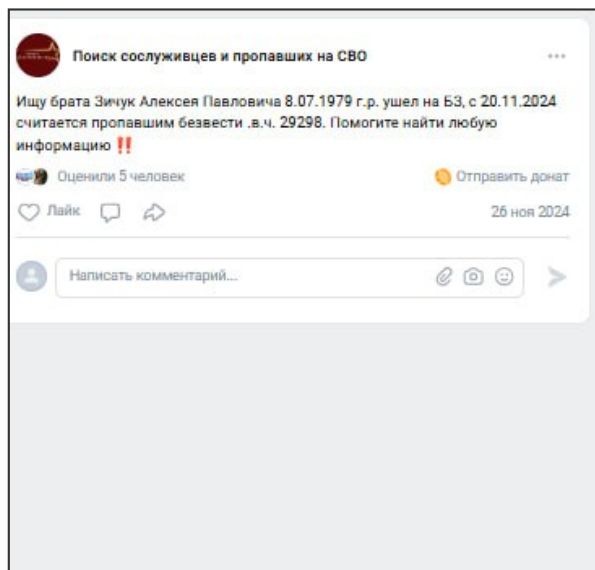 Поиск сослуживцев и пропавших на СВО
Ищу брата Зичук Алексея Павловича 8.07.1979 г.р. ушел на БЗ, с 20.11.2024
считается пропавшим безвести .в.ч. 29298. Помогите найти любую
информацию ‼️
Оценили 5 человек
Отправить донат
Лайк
26 ноя 2024
Написать комментарий...